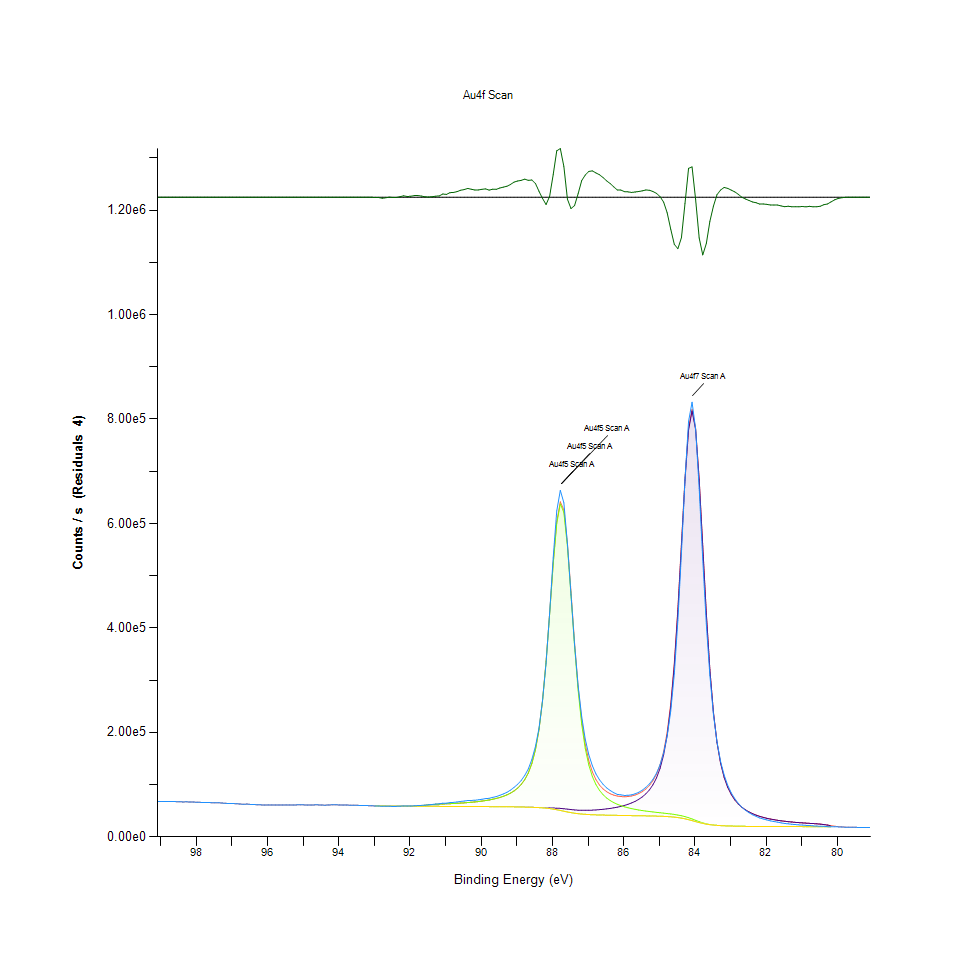 Au4f Scan
1.20e6
1.00e6
Au4f7 Scan A
8.00e5
Au4f5 Scan A
Au4f5 Scan A
Au4f5 Scan A
Counts / s (Residuals 4)
6.00e5
4.00e5
2.00e5
0.00e0
98 96 94 92 90 88 86 84 82 80
Binding Energy (eV)